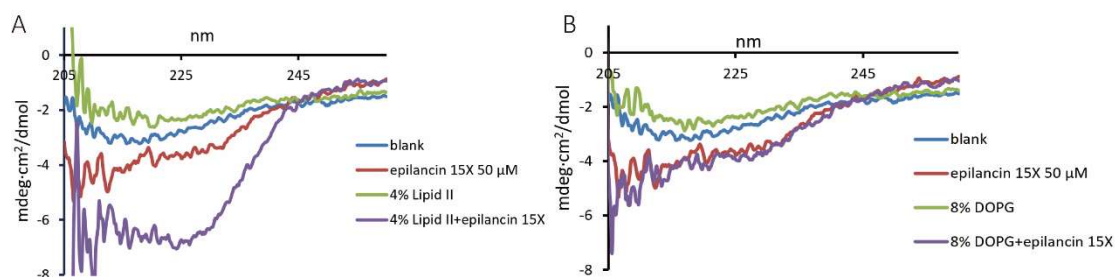 A
nm
0
205
225
245
-2
-4
-6
-8
mdeg·cm²/dmol
blank
epilancin 15X 50 μM
4% Lipid II
4% Lipid II+epilancin 15X
B
nm
0
205
225
245
-2
-4
-6
-8
mdeg·cm²/dmol
blank
epilancin 15X 50 μM
8% DOPG
8% DOPG+epilancin 15X